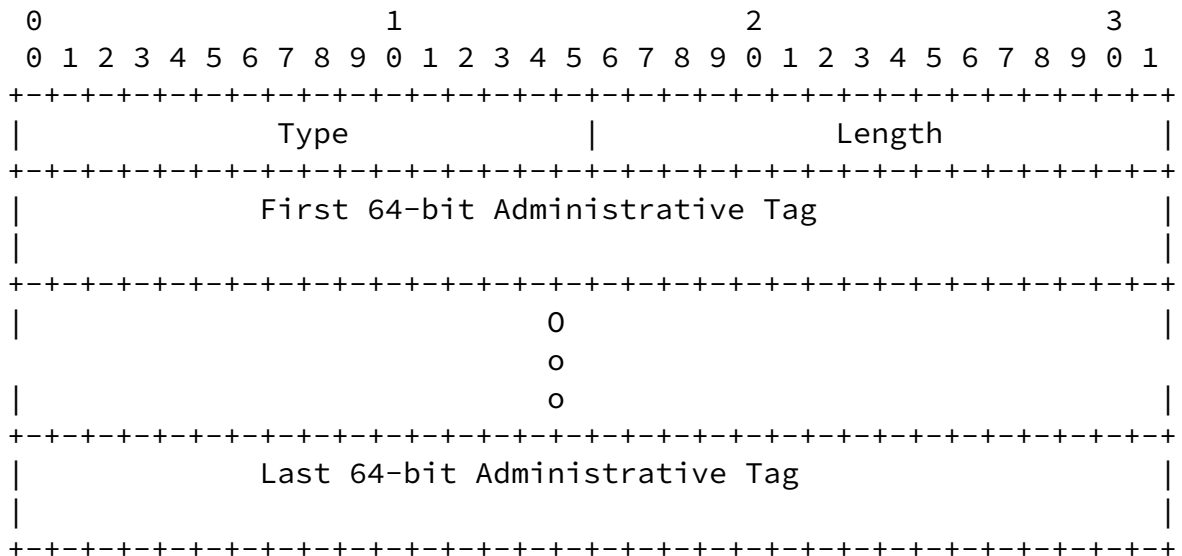 0                   1                   2                   3
 0 1 2 3 4 5 6 7 8 9 0 1 2 3 4 5 6 7 8 9 0 1 2 3 4 5 6 7 8 9 0 1
+-+-+-+-+-+-+-+-+-+-+-+-+-+-+-+-+-+-+-+-+-+-+-+-+-+-+-+-+-+-+-+-+
|              Type             |             Length            |
+-+-+-+-+-+-+-+-+-+-+-+-+-+-+-+-+-+-+-+-+-+-+-+-+-+-+-+-+-+-+-+-+
|             First 64-bit Administrative Tag                   |
|                                                               |
+-+-+-+-+-+-+-+-+-+-+-+-+-+-+-+-+-+-+-+-+-+-+-+-+-+-+-+-+-+-+-+-+
|                             O                                 |
                              o
|                             o                                 |
+-+-+-+-+-+-+-+-+-+-+-+-+-+-+-+-+-+-+-+-+-+-+-+-+-+-+-+-+-+-+-+-+
|             Last 64-bit Administrative Tag                    |
|                                                               |
+-+-+-+-+-+-+-+-+-+-+-+-+-+-+-+-+-+-+-+-+-+-+-+-+-+-+-+-+-+-+-+-+